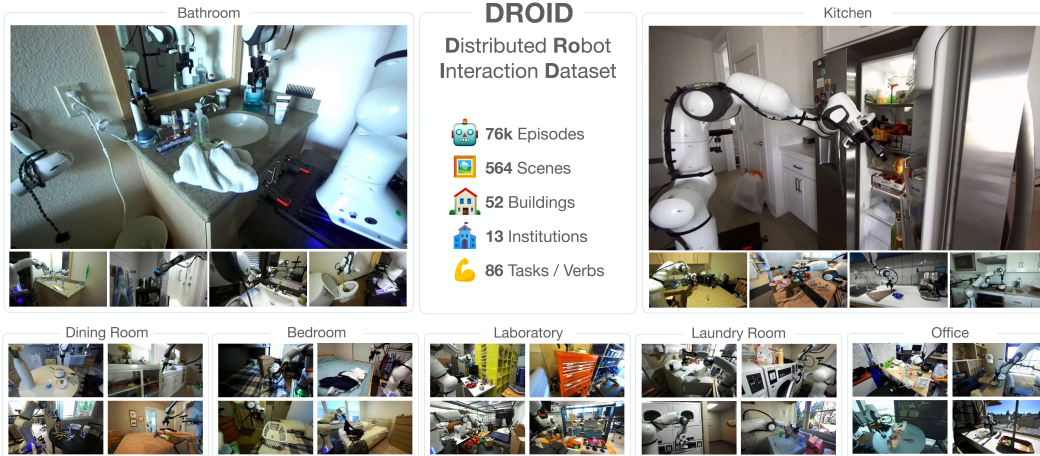 Bathroom
DROID
Distributed Robot
Interaction Dataset
76k Episodes
564 Scenes
52 Buildings
13 Institutions
86 Tasks / Verbs
Kitchen
Dining Room
Bedroom
Laboratory
Laundry Room
Office